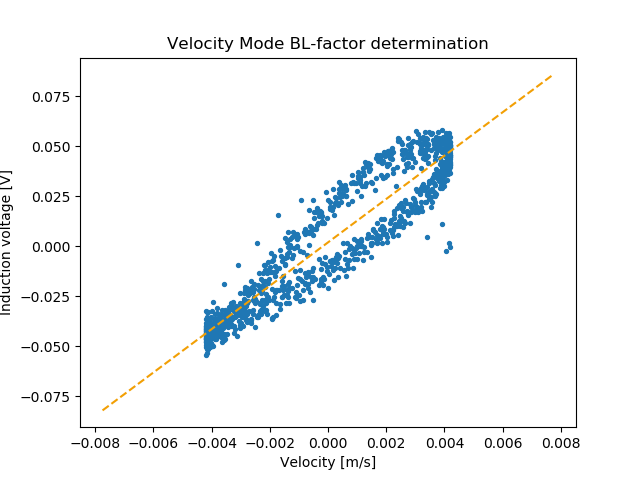 Velocity Mode BL-factor determination
Induction voltage [V]
0.075
0.050
0.025
0.000
−0.025
−0.050
−0.075
−0.008 −0.006 −0.004 −0.002 0.000 0.002 0.004 0.006 0.008
Velocity [m/s]